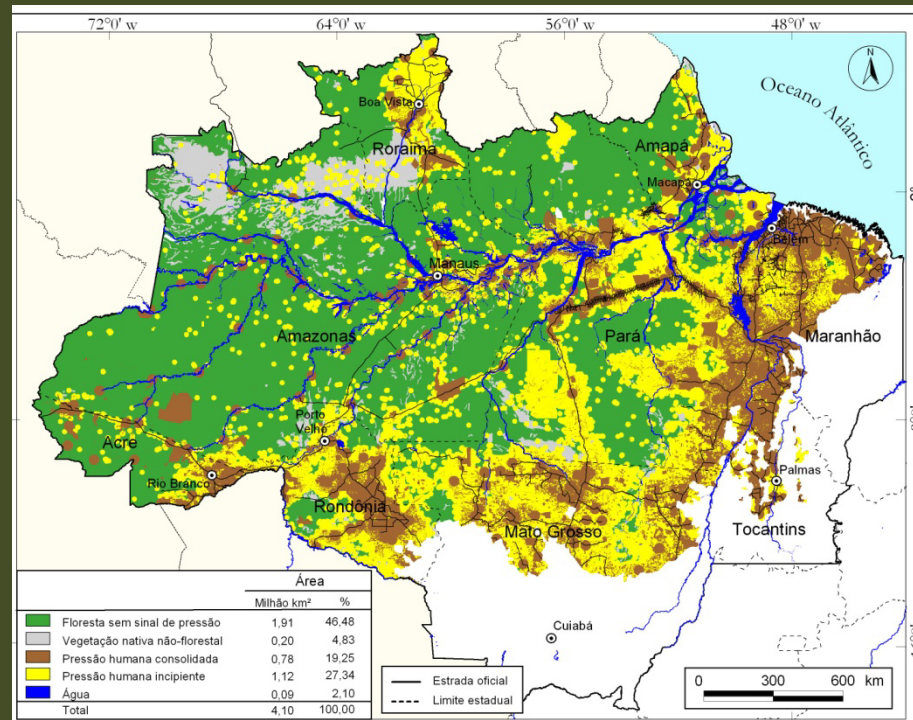 72°0' w 64°0' w 56°0' w 48°0' w
N
Oceano Atlântico
Boa Vista
Roraima
Amapá
Macapá
Belém
Manaus
Amazonas
Pará
Maranhão
Porto Velho
Acre
Rio Branco
Palmas
Rondônia
Mato Grosso
Tocantins
Cuiabá
Área
Milhão km² %
Floresta sem sinal de pressão 1,91 46,48
Vegetação nativa não-florestal 0,20 4,83
Pressão humana consolidada 0,78 19,25
Pressão humana incipiente 1,12 27,34
Água 0,09 2,10
Total 4,10 100,00
Estrada oficial
Limite estadual
0 300 600 km